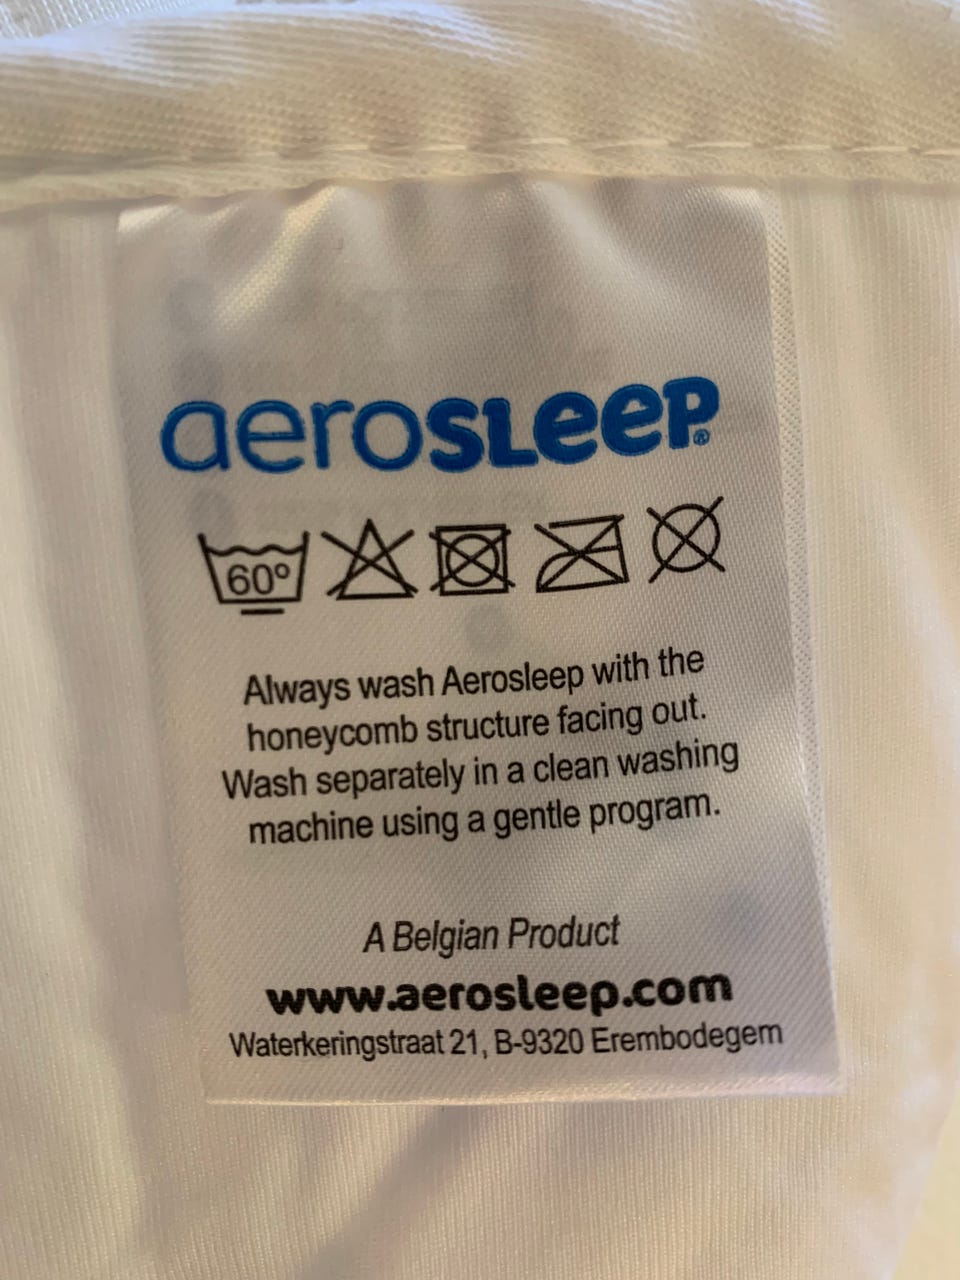 aerosleep®
60º
Always wash Aerosleep with the
honeycomb structure facing out.
Wash separately in a clean washing
machine using a gentle program.
A Belgian Product
www.aerosleep.com
Waterkeringstraat 21, B-9320 Erembodegem